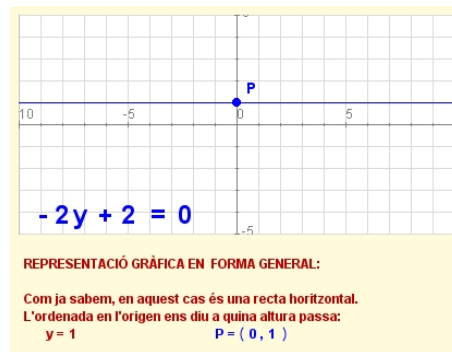 P
10 -5 0 5
- 2y + 2 = 0
-5
REPRESENTACIÓ GRÀFICA EN FORMA GENERAL:
Com ja sabem, en aquest cas és una recta horitzontal.
L'ordenada en l'origen ens diu a quina altura passa:
y = 1 P = ( 0 , 1 )